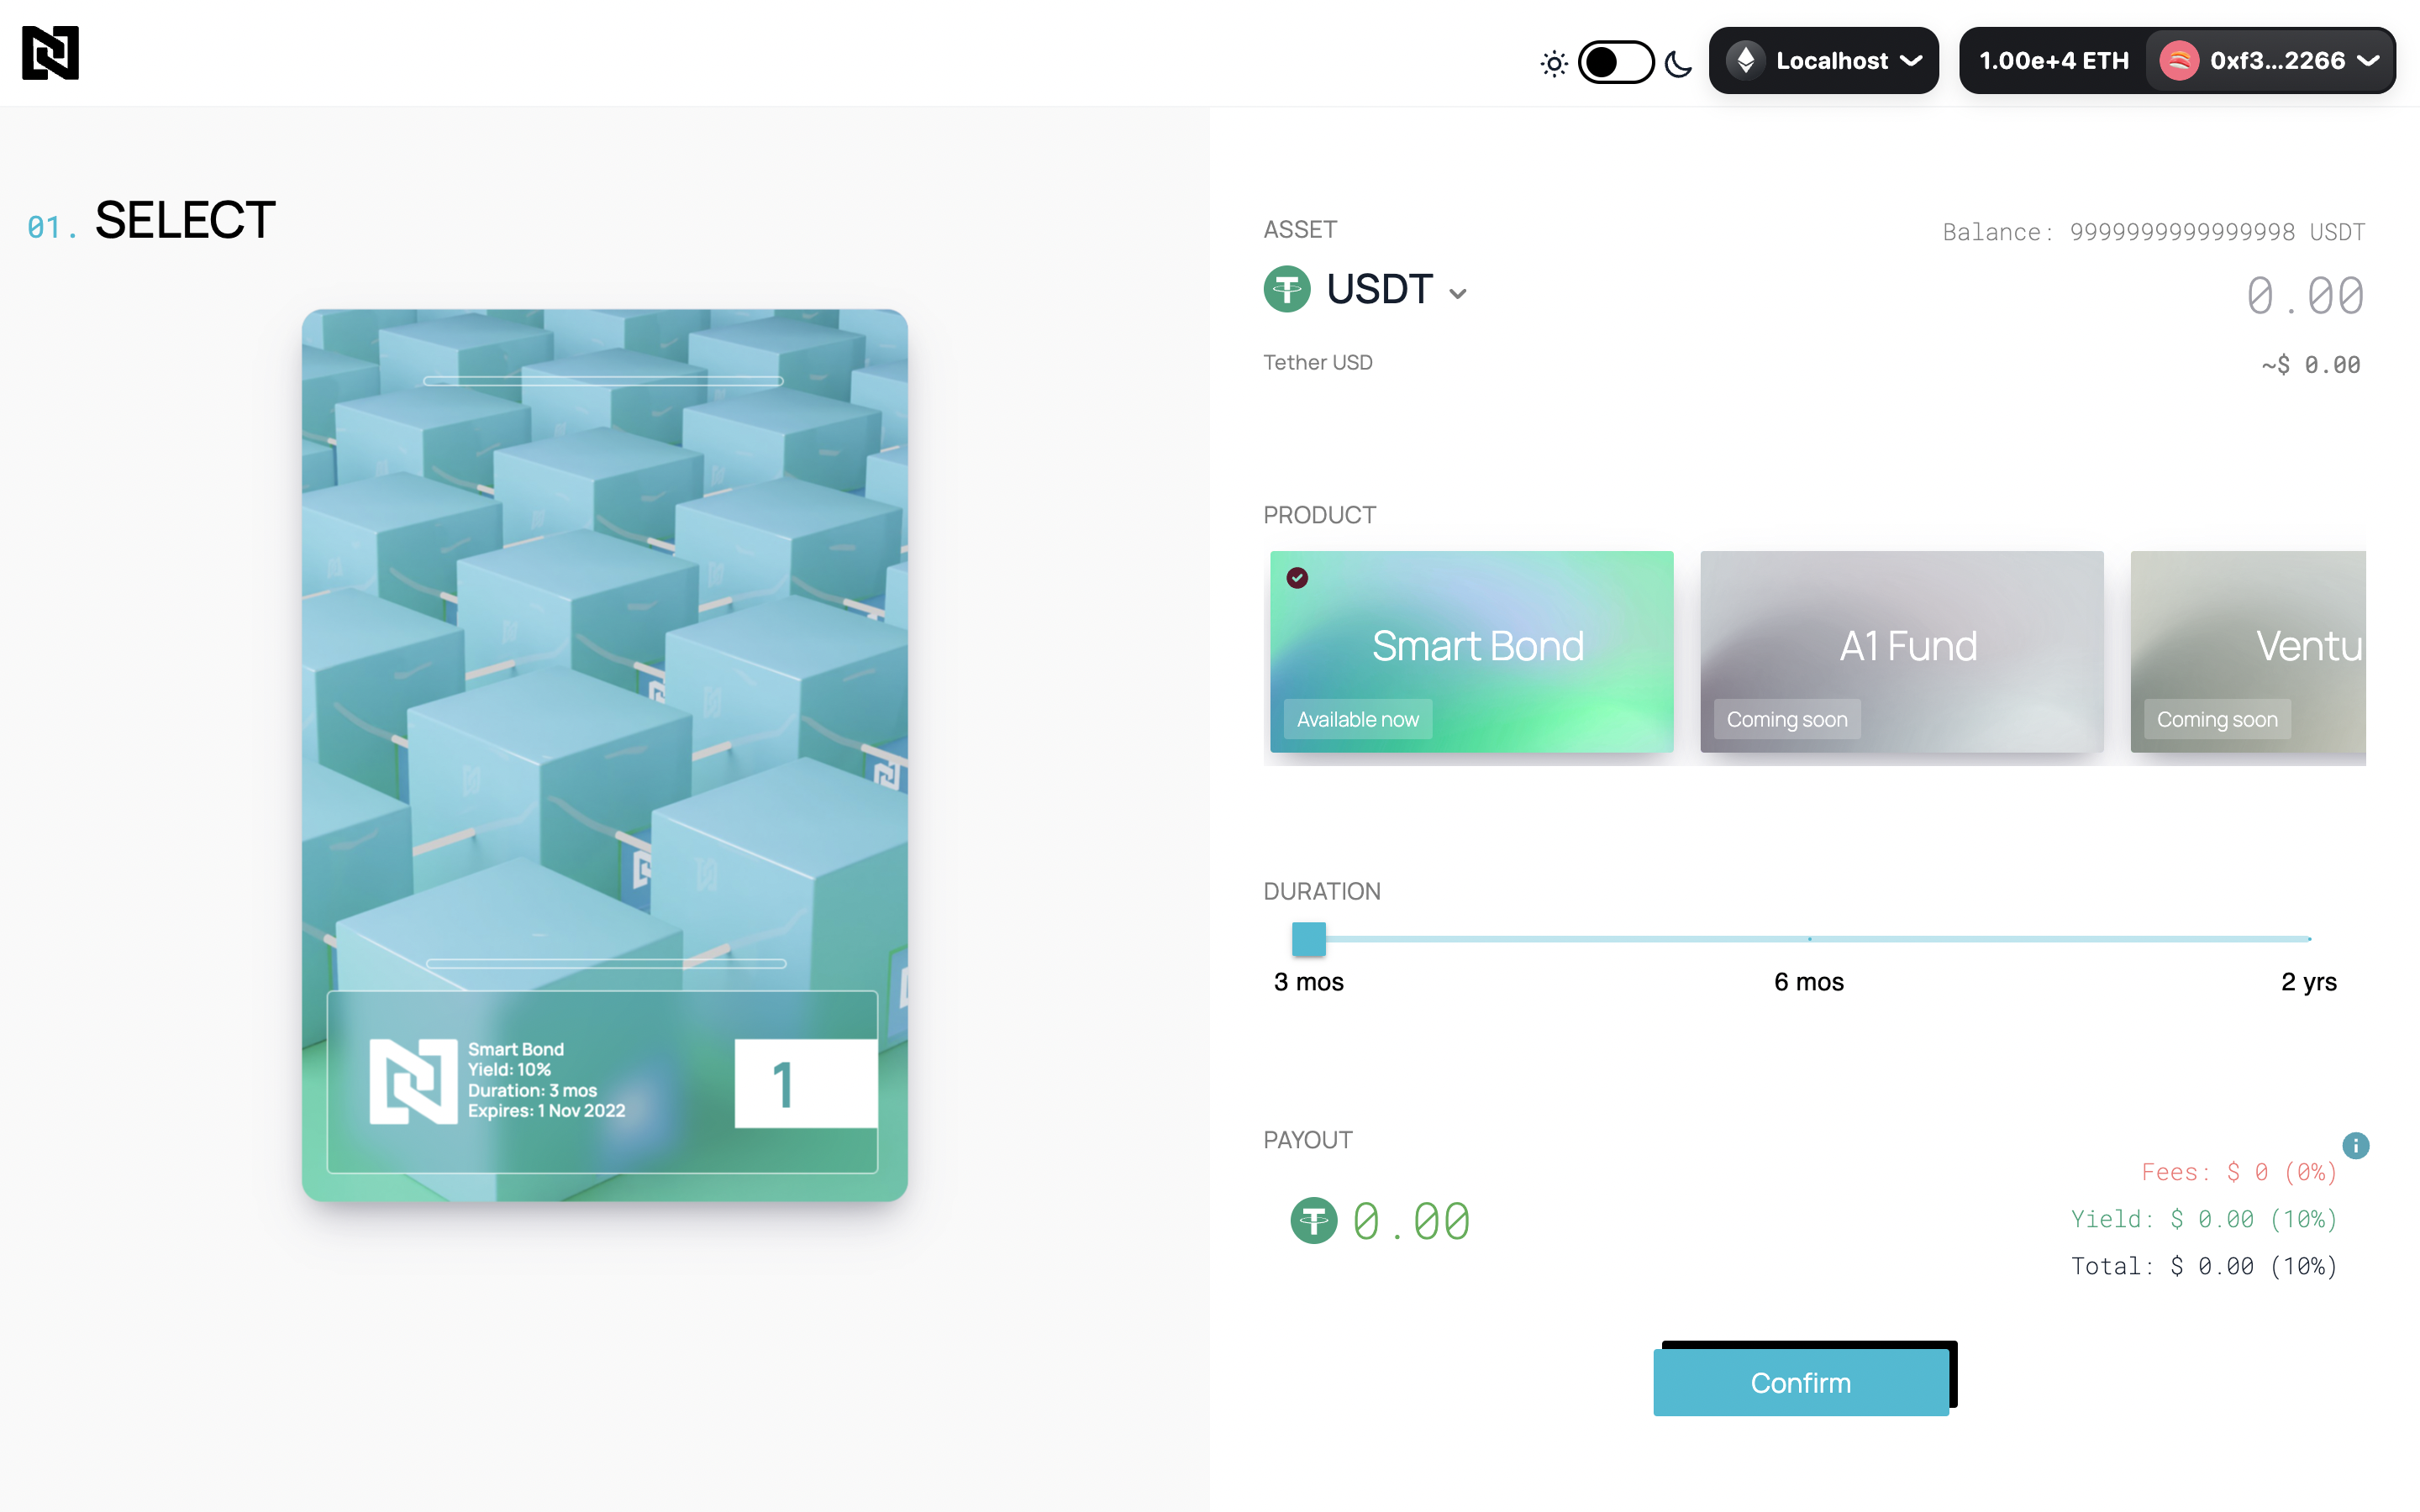 Localhost
1.00e+4 ETH
0xf3...2266
01. SELECT
Smart Bond
Yield: 10%
Duration: 3 mos
Expires: 1 Nov 2022
1
ASSET
Balance: 9999999999999998 USDT
USDT
0.00
Tether USD
~$ 0.00
PRODUCT
Smart Bond
Available now
A1 Fund
Coming soon
Ventu
Coming soon
DURATION
3 mos
6 mos
2 yrs
PAYOUT
0.00
Fees: $ 0 (0%)
Yield: $ 0.00 (10%)
Total: $ 0.00 (10%)
Confirm